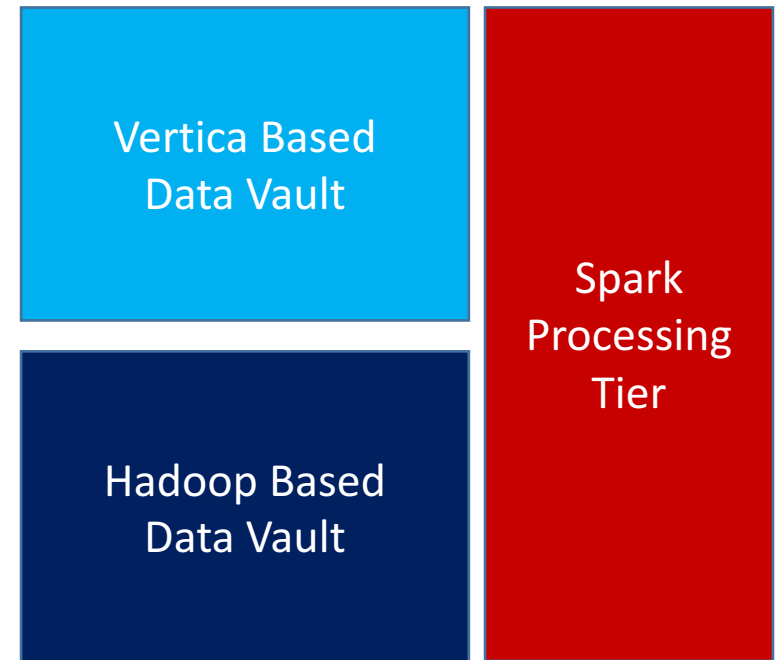 Vertica Based
Data Vault
Spark
Processing
Tier
Hadoop Based
Data Vault